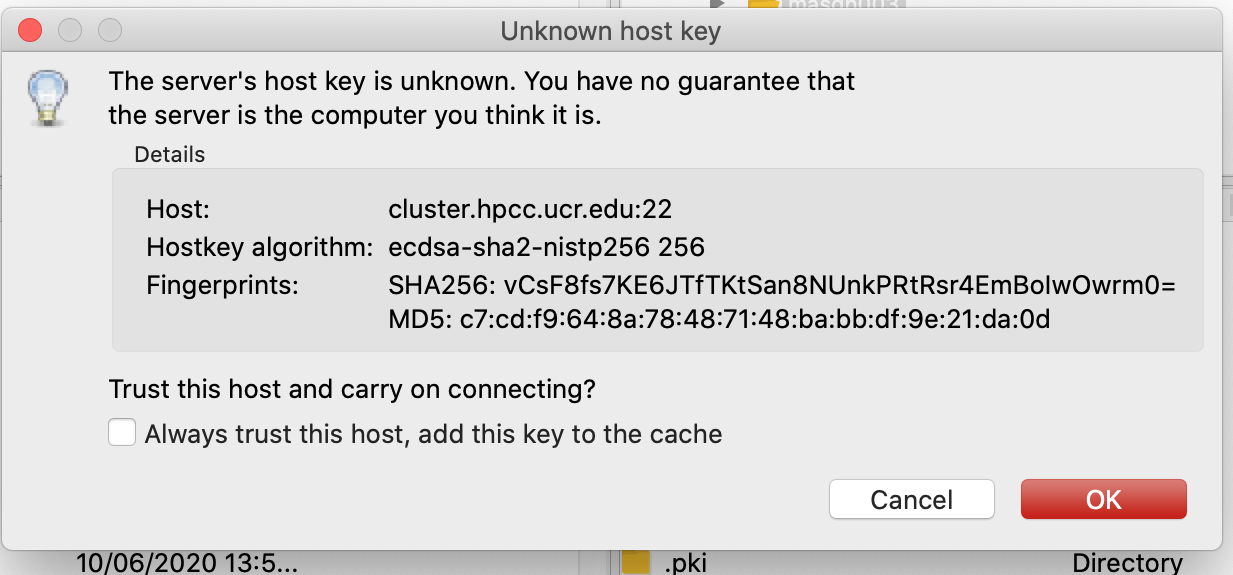 Unknown host key
The server's host key is unknown. You have no guarantee that
the server is the computer you think it is.
Details
Host: cluster.hpcc.ucr.edu:22
Hostkey algorithm: ecdsa-sha2-nistp256 256
Fingerprints: SHA256: vCsF8fs7KE6JTfTKtSan8NUnkPRtRsr4EmBoIwOwrm0=
MD5: c7:cd:f9:64:8a:78:48:71:48:ba:bb:df:9e:21:da:0d
Trust this host and carry on connecting?
Always trust this host, add this key to the cache
Cancel OK
10/06/2020 13:5... .pki Directory